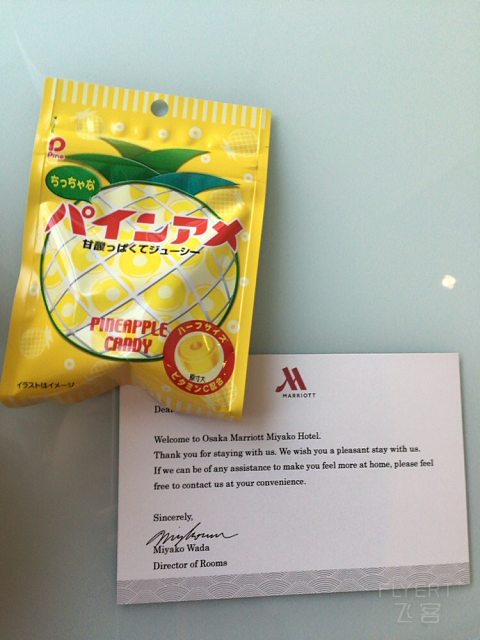 Pine
ちっちゃな
パインアメ
甘酸っぱくてジューシー
PINEAPPLE
CANDY
ハーフサイズ
原寸大
ビタミンC配合
イラストはイメージ
MARRIOTT
Dear
Welcome to Osaka Marriott Miyako Hotel.
Thank you for staying with us. We wish you a pleasant stay with us.
If we can be of any assistance to make you feel more at home, please feel
free to contact us at your convenience.
Sincerely,
Miyako Wada
Director of Rooms
FLYERT
飞客